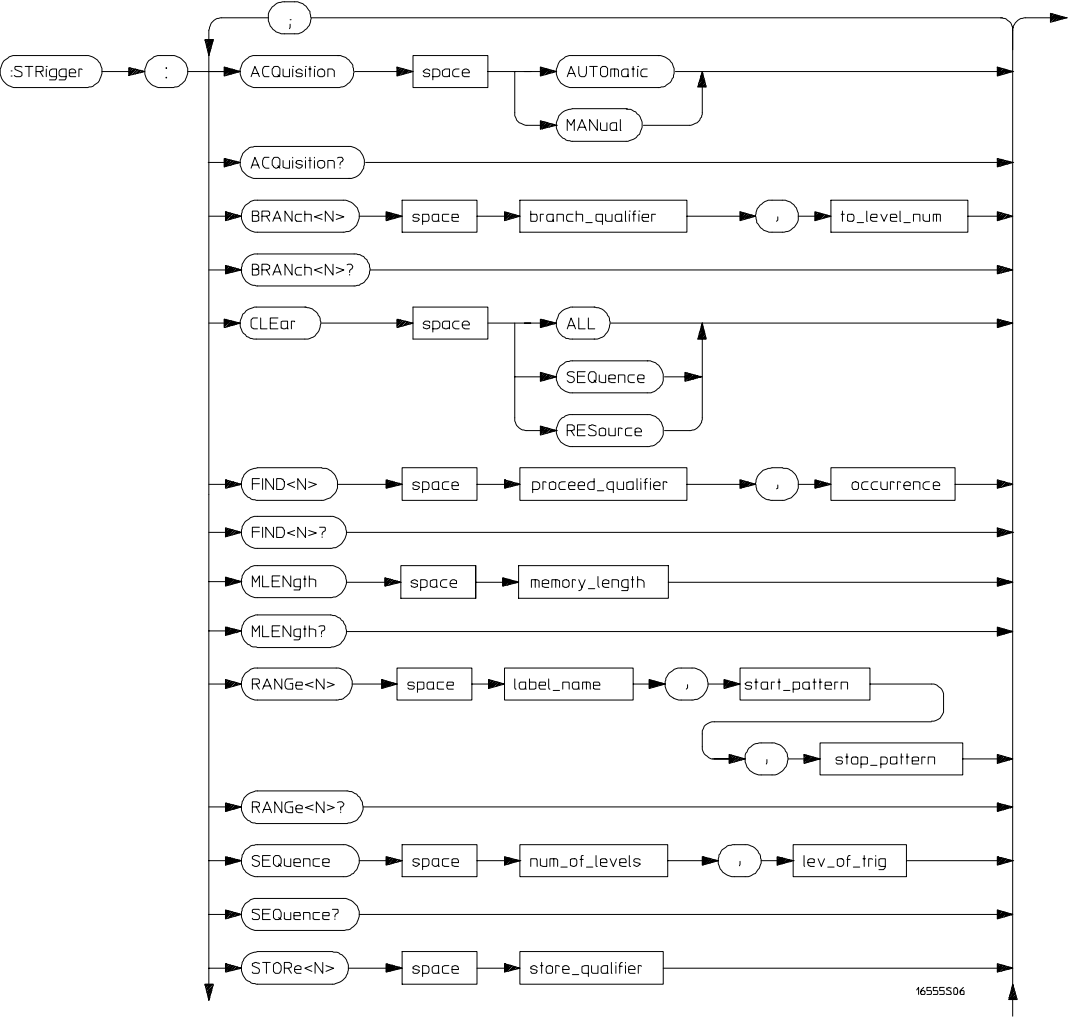 ;
:STRigger : ACQuisition space AUTOmatic
MANual
ACQuisition?
BRANch<N> space branch_qualifier , to_level_num
BRANch<N>?
CLEar space ALL
SEQuence
RESource
FIND<N> space proceed_qualifier , occurrence
FIND<N>?
MLENgth space memory_length
MLENgth?
RANGe<N> space label_name , start_pattern
, stop_pattern
RANGe<N>?
SEQuence space num_of_levels , lev_of_trig
SEQuence?
STORe<N> space store_qualifier
16555S06